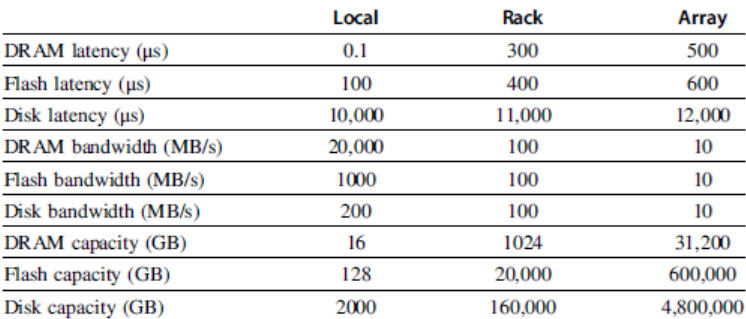 Local Rack Array
DRAM latency (μs) 0.1 300 500
Flash latency (μs) 100 400 600
Disk latency (μs) 10,000 11,000 12,000
DRAM bandwidth (MB/s) 20,000 100 10
Flash bandwidth (MB/s) 1000 100 10
Disk bandwidth (MB/s) 200 100 10
DRAM capacity (GB) 16 1024 31,200
Flash capacity (GB) 128 20,000 600,000
Disk capacity (GB) 2000 160,000 4,800,000